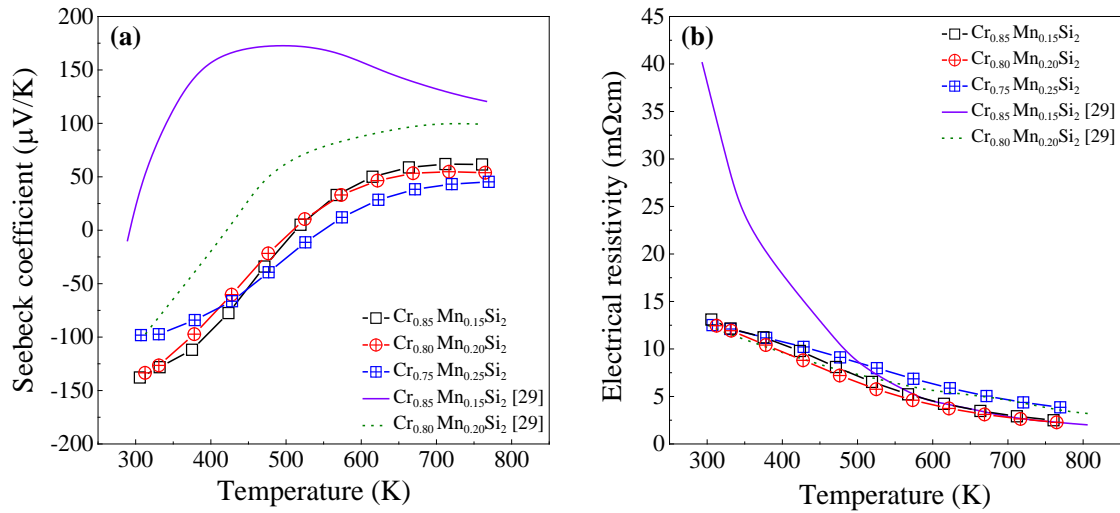 (a)
Seebeck coefficient (µV/K)
200
150
100
50
0
-50
-100
-150
-200
Cr0.85Mn0.15Si2
Cr0.80Mn0.20Si2
Cr0.75Mn0.25Si2
Cr0.85Mn0.15Si2 [29]
Cr0.80Mn0.20Si2 [29]
300 400 500 600 700 800
Temperature (K)
(b)
Electrical resistivity (mΩcm)
45
40
35
30
25
20
15
10
5
0
Cr0.85Mn0.15Si2
Cr0.80Mn0.20Si2
Cr0.75Mn0.25Si2
Cr0.85Mn0.15Si2 [29]
Cr0.80Mn0.20Si2 [29]
300 400 500 600 700 800
Temperature (K)